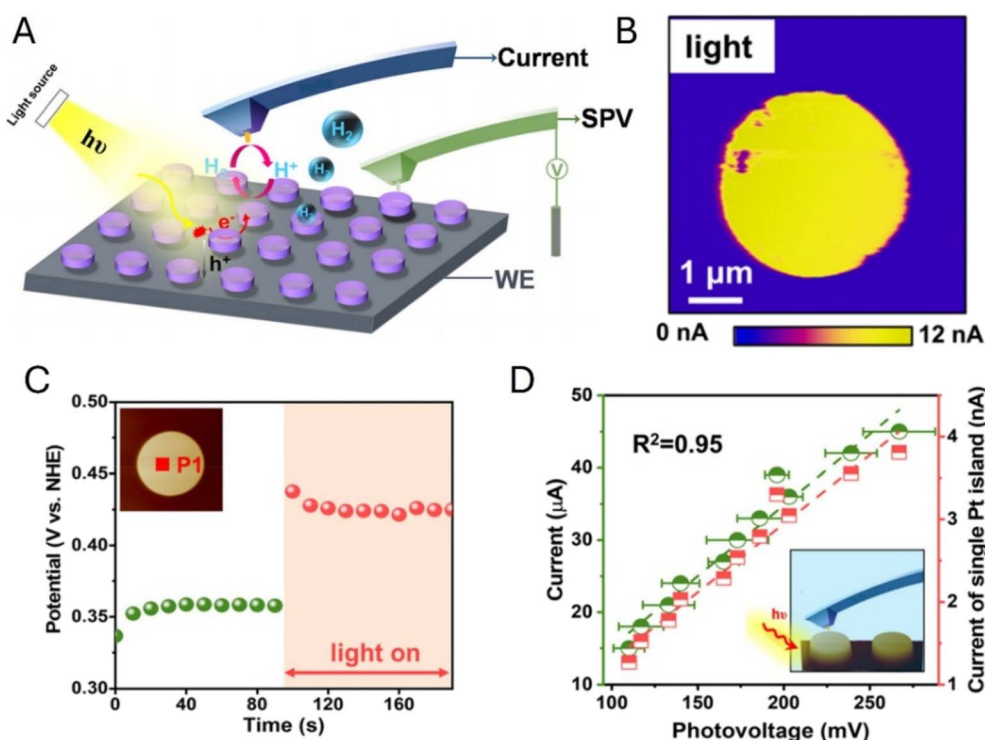 A
Light source
hυ
Current
H₂
SPV
H₂
H⁺
H₂
V
H₂
e⁻
h⁺
WE
B
light
1 μm
0 nA
12 nA
C
Potential (V vs. NHE)
0.50
0.45
0.40
0.35
0.30
P1
light on
0
40
80
120
160
Time (s)
D
Current (μA)
50
40
30
20
10
R²=0.95
hυ
Current of single Pt island (nA)
4
3
2
1
100
150
200
250
Photovoltage (mV)